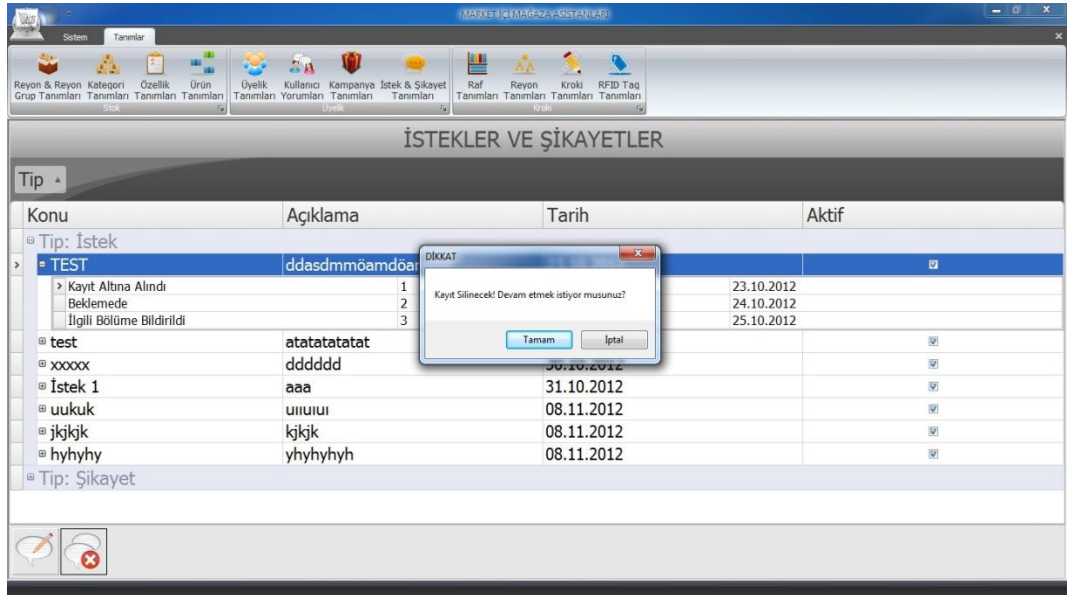 MARKET İÇİ MAĞAZA ASİSTANLARI
Sistem Tanımlar
Reyon & Reyon Grup Tanımları Kategori Tanımları Özellik Tanımları Ürün Tanımları Üyelik Tanımları Kullanıcı Yorumları Kampanya Tanımları İstek & Şikayet Tanımları Raf Tanımları Reyon Tanımları Kroki Tanımları RFID Tag Tanımları
Stok Üyelik Kroki
İSTEKLER VE ŞİKAYETLER
Tip
Konu Açıklama Tarih Aktif
Tip: İstek
TEST ddasdmmöamdöar
DİKKAT
Kayıt Silinecek! Devam etmek istiyor musunuz?
Tamam İptal
Kayıt Altına Alındı 1 23.10.2012
Beklemede 2 24.10.2012
İlgili Bölüme Bildirildi 3 25.10.2012
test atatatatatat
xxxxx dddddd 30.10.2012
İstek 1 aaa 31.10.2012
uukuk 08.11.2012
jkjkjk kjkjk 08.11.2012
hyhyhy yhyhyhyh 08.11.2012
Tip: Şikayet